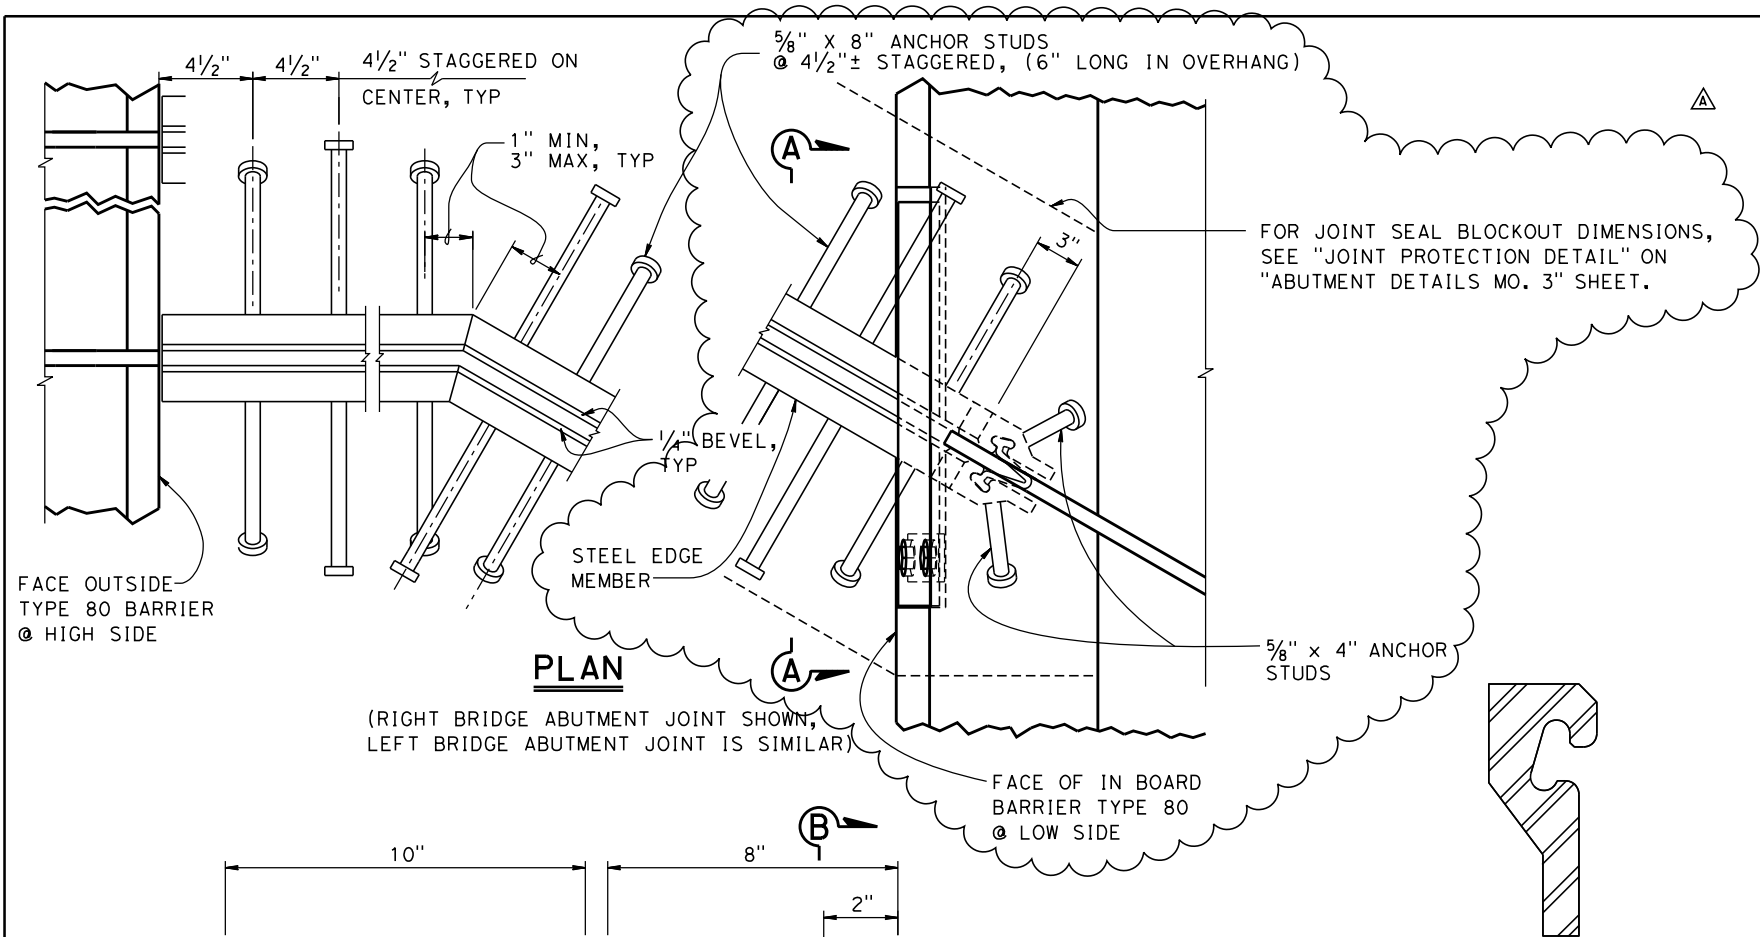 4½" 4½" 4½" STAGGERED ON
CENTER, TYP
⅝" X 8" ANCHOR STUDS
@ 4½"± STAGGERED, (6" LONG IN OVERHANG)
A
1" MIN,
3" MAX, TYP
A
3"
FOR JOINT SEAL BLOCKOUT DIMENSIONS,
SEE "JOINT PROTECTION DETAIL" ON
"ABUTMENT DETAILS MO. 3" SHEET.
¼" BEVEL,
TYP
STEEL EDGE
MEMBER
FACE OUTSIDE
TYPE 80 BARRIER
@ HIGH SIDE
⅝" x 4" ANCHOR
STUDS
PLAN
A
(RIGHT BRIDGE ABUTMENT JOINT SHOWN,
LEFT BRIDGE ABUTMENT JOINT IS SIMILAR)
FACE OF IN BOARD
BARRIER TYPE 80
@ LOW SIDE
B
10" 8"
2"